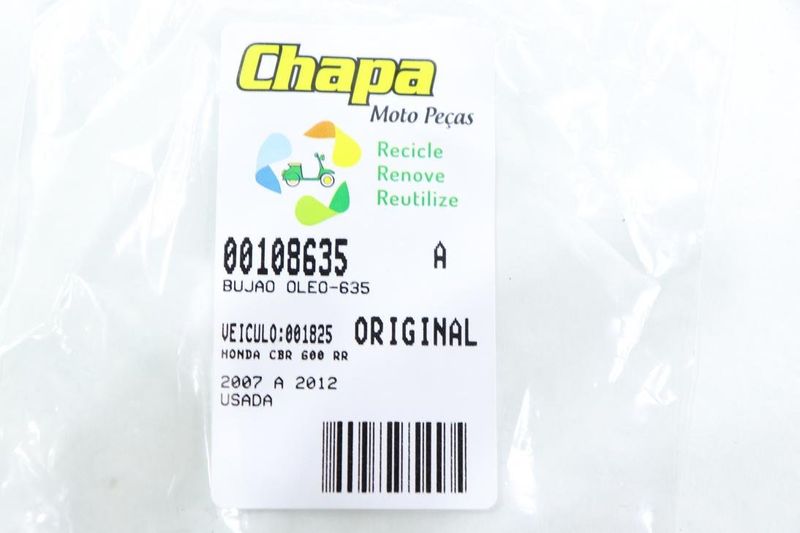 Chapa
Moto Peças
Recicle
Renove
Reutilize
00108635 A
BUJAO OLEO-635
VEICULO:001825 ORIGINAL
HONDA CBR 600 RR
2007 A 2012
USADA